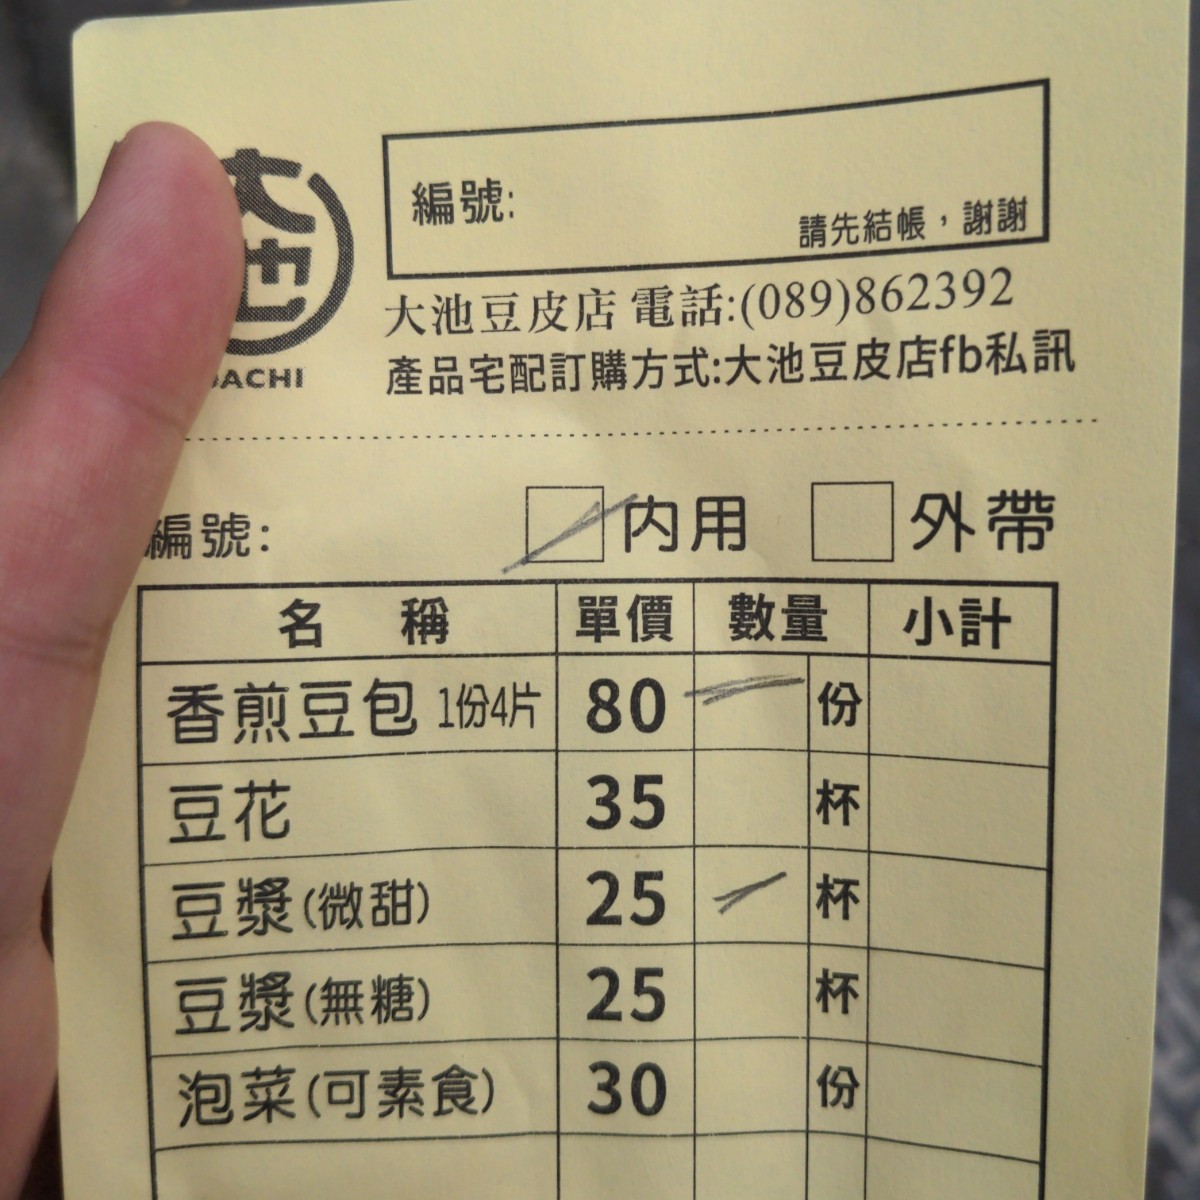 大池
DACHI
編號:
請先結帳，謝謝
大池豆皮店 電話:(089)862392
產品宅配訂購方式:大池豆皮店fb私訊
編號: 內用 外帶
名稱 單價 數量 小計
香煎豆包 1份4片 80 份
豆花 35 杯
豆漿(微甜) 25 杯
豆漿(無糖) 25 杯
泡菜(可素食) 30 份